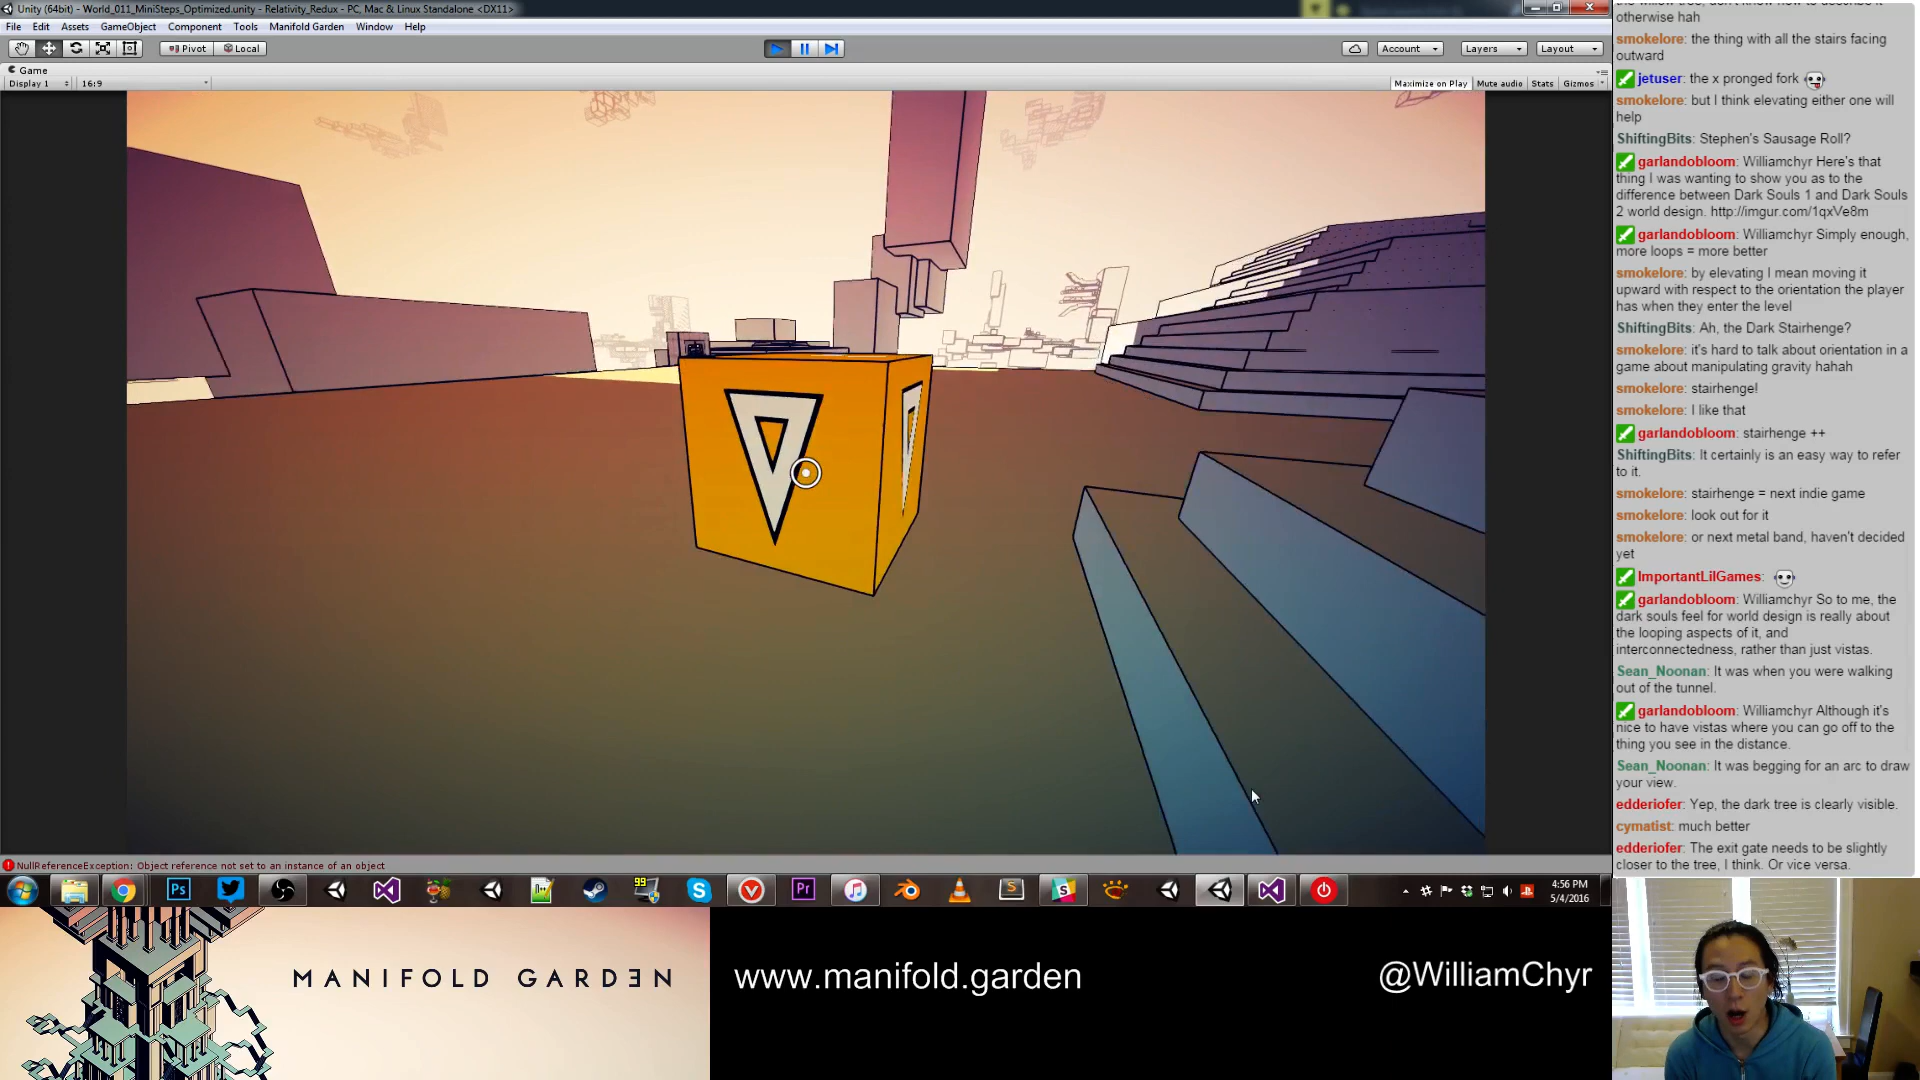 Unity (64bit) - World_011_MiniSteps_Optimized.unity - Relativity_Redux - PC, Mac & Linux Standalone <DX11>
File Edit Assets GameObject Component Tools Manifold Garden Window Help
Pivot Local Account Layers Layout
Game
Display 1 16:9 Maximize on Play Mute audio Stats Gizmos
NullReferenceException: Object reference not set to an instance of an object
99
4:56 PM
5/4/2016
otherwise hah
smokelore: the thing with all the stairs facing
outward
jetuser: the x pronged fork
smokelore: but I think elevating either one will
help
ShiftingBits: Stephen's Sausage Roll?
garlandobloom: Williamchyr Here's that
thing I was wanting to show you as to the
difference between Dark Souls 1 and Dark Souls
2 world design. http://imgur.com/1qxVe8m
garlandobloom: Williamchyr Simply enough,
more loops = more better
smokelore: by elevating I mean moving it
upward with respect to the orientation the player
has when they enter the level
ShiftingBits: Ah, the Dark Stairhenge?
smokelore: it's hard to talk about orientation in a
game about manipulating gravity hahah
smokelore: stairhenge!
smokelore: I like that
garlandobloom: stairhenge ++
ShiftingBits: It certainly is an easy way to refer
to it.
smokelore: stairhenge = next indie game
smokelore: look out for it
smokelore: or next metal band, haven't decided
yet
ImportantLilGames:
garlandobloom: Williamchyr So to me, the
dark souls feel for world design is really about
the looping aspects of it, and
interconnectedness, rather than just vistas.
Sean_Noonan: It was when you were walking
out of the tunnel.
garlandobloom: Williamchyr Although it's
nice to have vistas where you can go off to the
thing you see in the distance.
Sean_Noonan: It was begging for an arc to draw
your view.
edderiofer: Yep, the dark tree is clearly visible.
cymatist: much better
edderiofer: The exit gate needs to be slightly
closer to the tree, I think. Or vice versa.
MANIFOLD GARDƎN
www.manifold.garden
@WilliamChyr